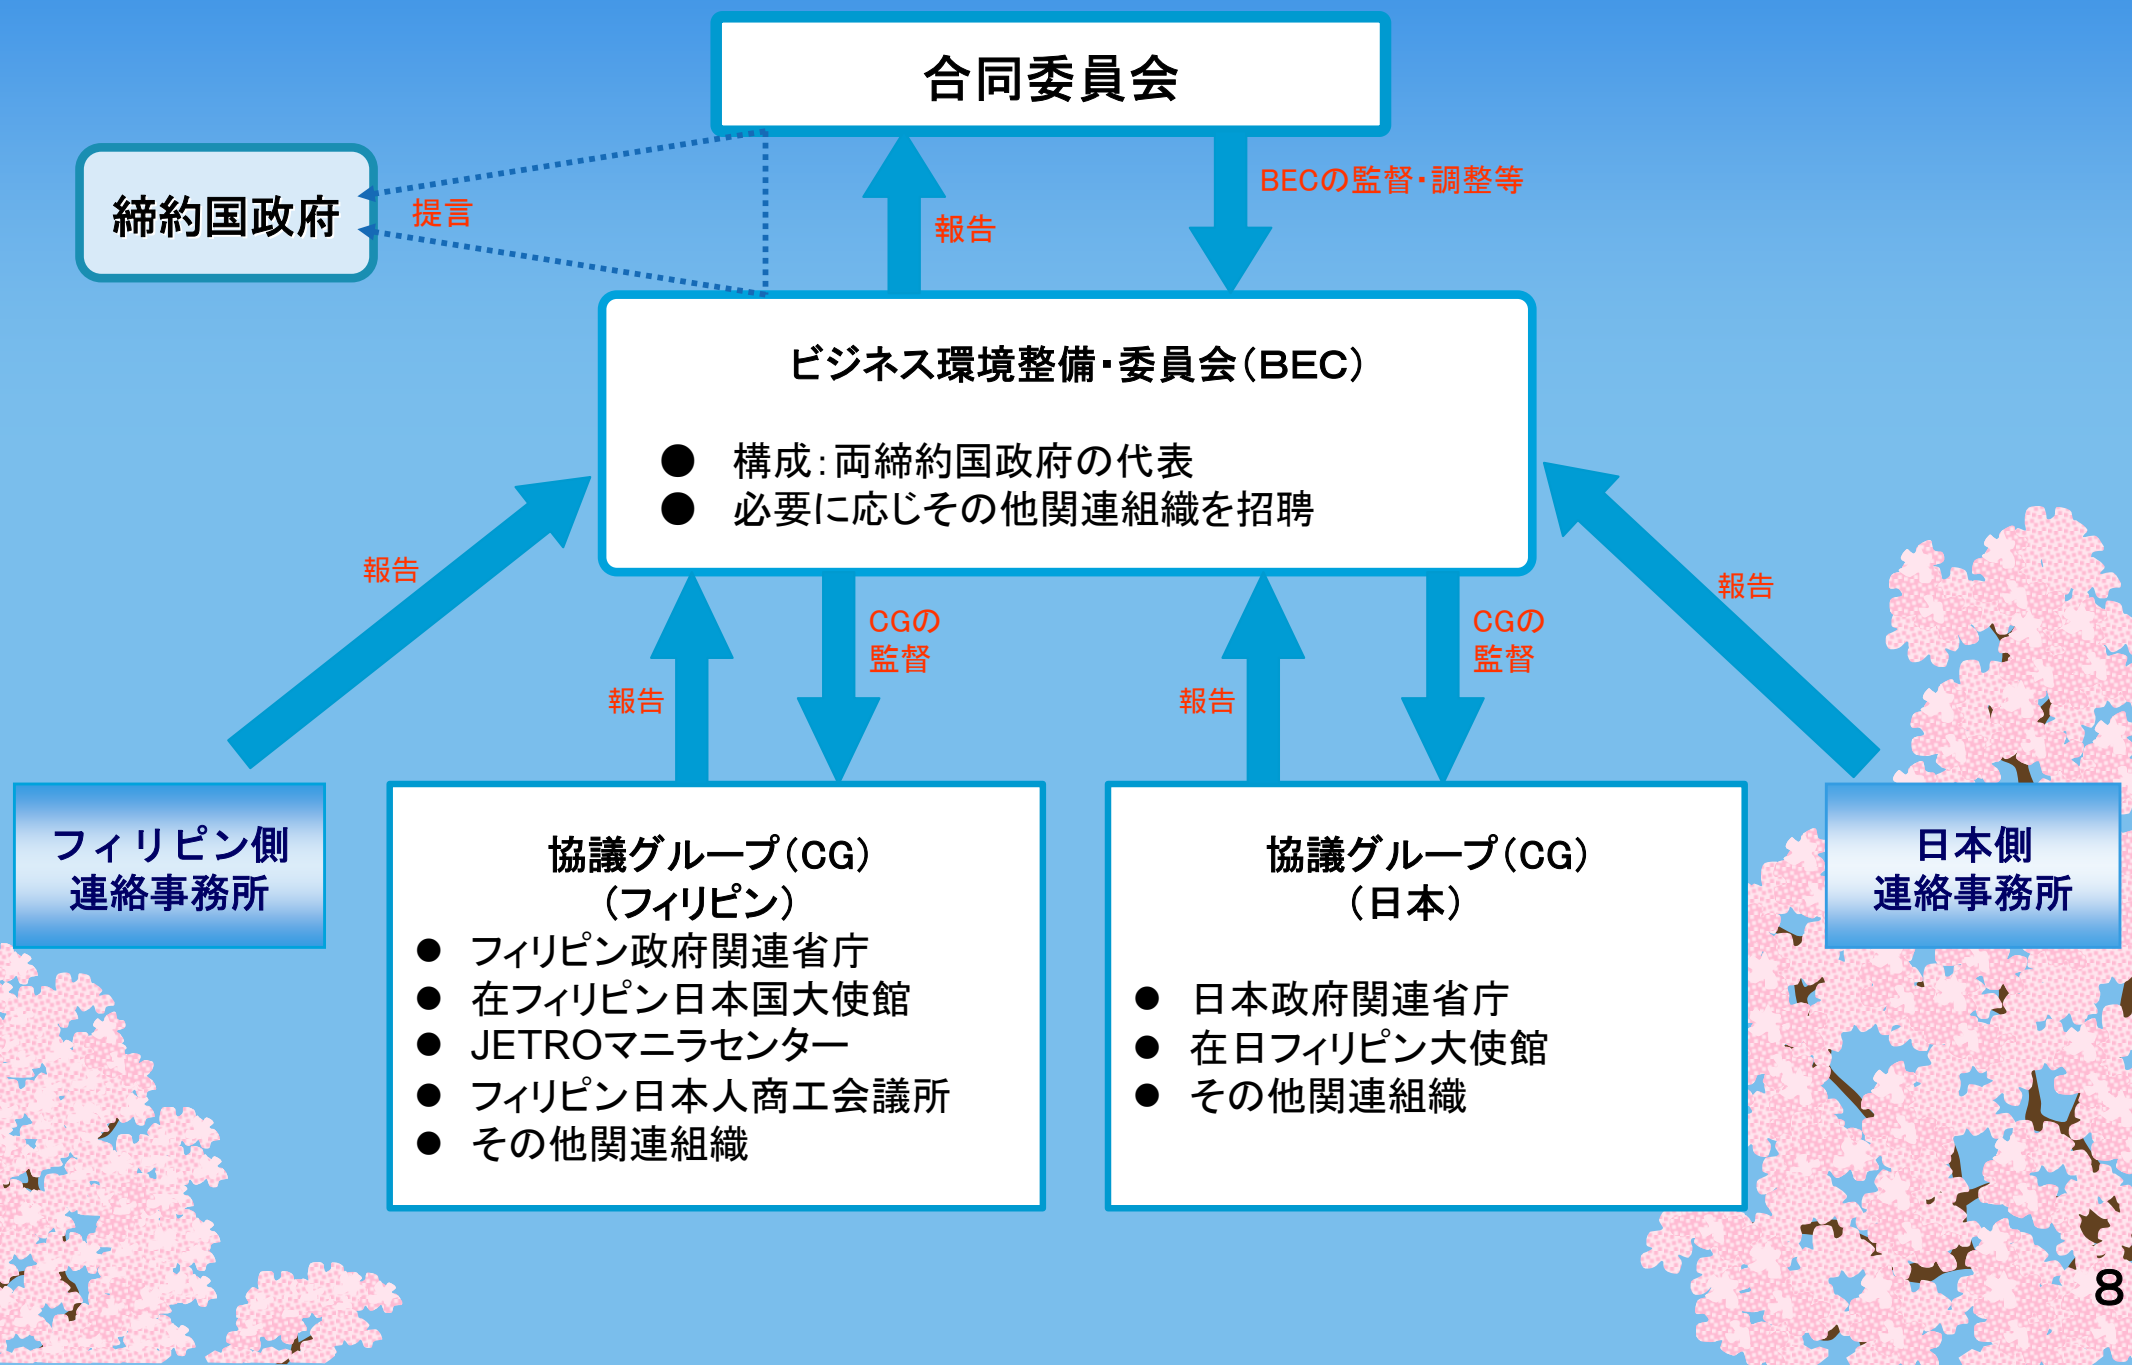 合同委員会
締約国政府
提言
報告
BECの監督・調整等
ビジネス環境整備・委員会（BEC）
● 構成：両締約国政府の代表
● 必要に応じその他関連組織を招聘
報告
報告
CGの
監督
報告
CGの
監督
報告
フィリピン側
連絡事務所
協議グループ（CG）
（フィリピン）
● フィリピン政府関連省庁
● 在フィリピン日本国大使館
● JETROマニラセンター
● フィリピン日本人商工会議所
● その他関連組織
協議グループ（CG）
（日本）
● 日本政府関連省庁
● 在日フィリピン大使館
● その他関連組織
日本側
連絡事務所
8